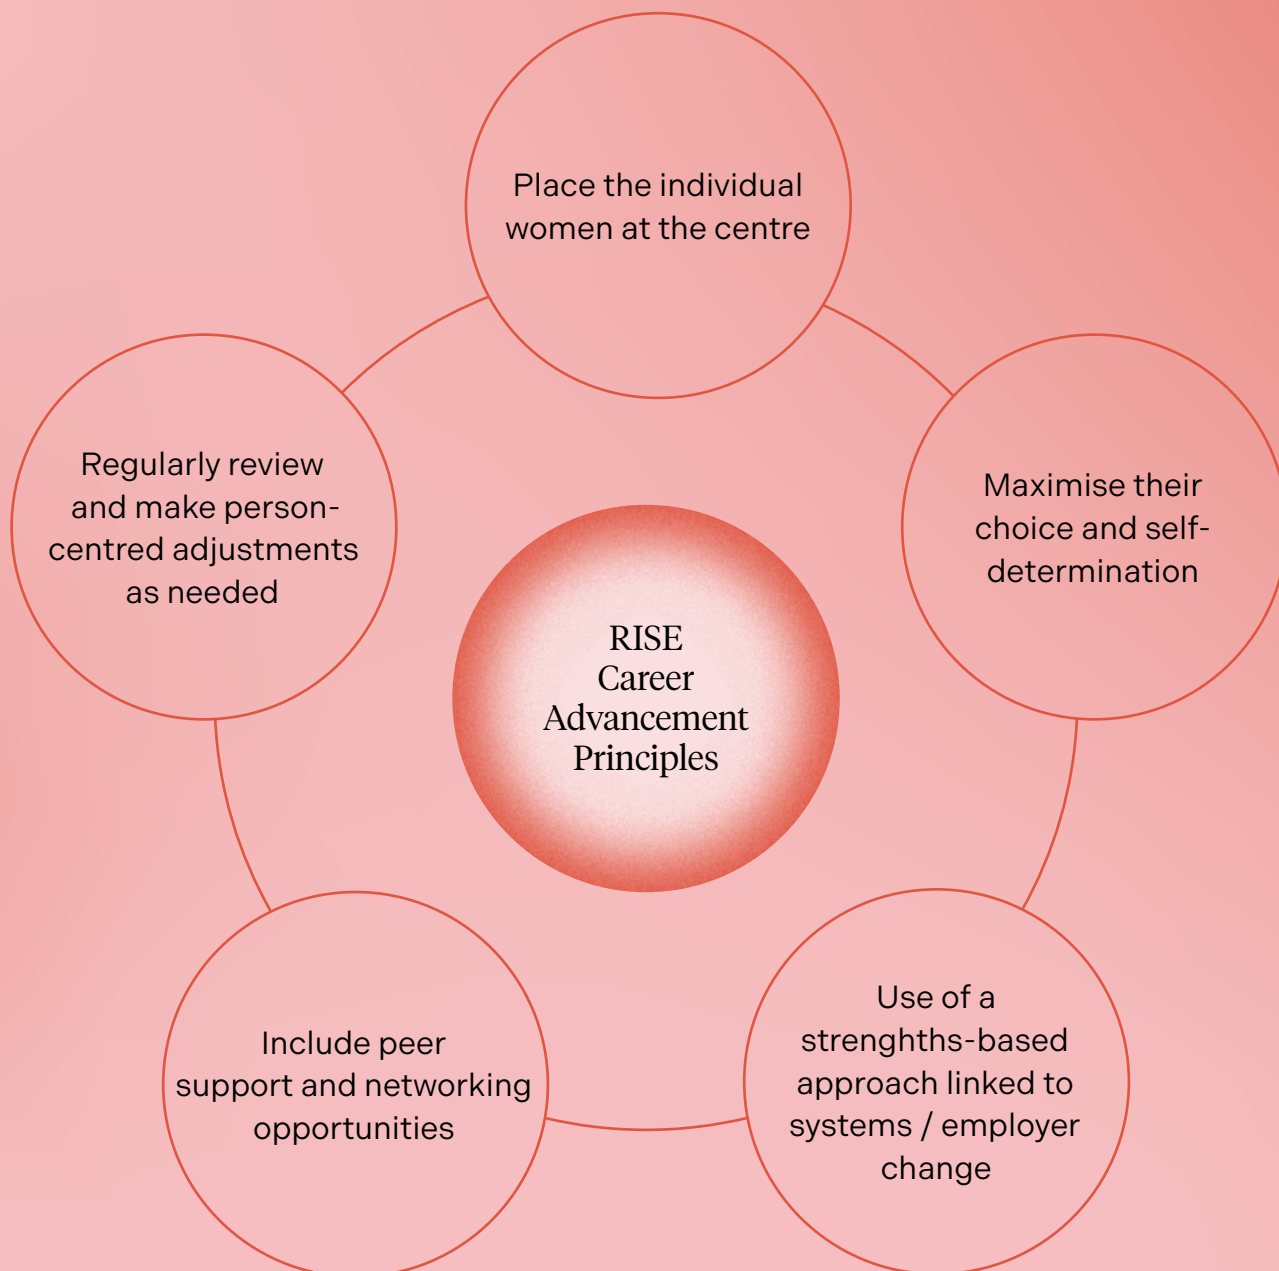 Place the individual
women at the centre
Maximise their
choice and self-
determination
Use of a
strenghths-based
approach linked to
systems / employer
change
Include peer
support and networking
opportunities
Regularly review
and make person-
centred adjustments
as needed
RISE
Career
Advancement
Principles